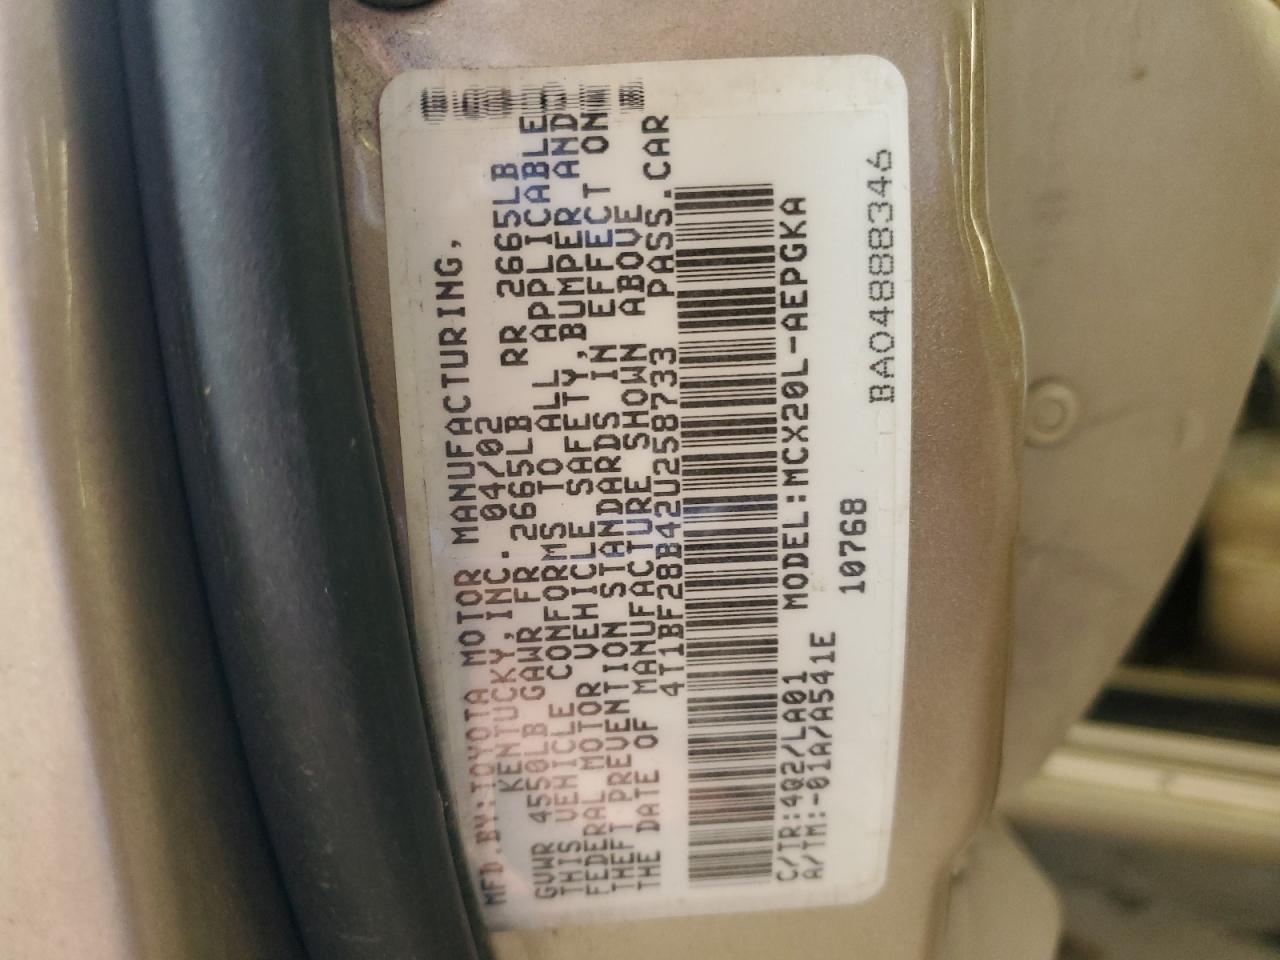 MFD.BY:TOYOTA MOTOR MANUFACTURING,
KENTUCKY,INC. 04/02
GVWR 4550LB GAWR FR 2665LB RR 2665LB
THIS VEHICLE CONFORMS TO ALL APPLICABLE
FEDERAL MOTOR VEHICLE SAFETY,BUMPER AND
THEFT PREVENTION STANDARDS IN EFFECT ON
THE DATE OF MANUFACTURE SHOWN ABOVE
4T1BF28B42U258733 PASS.CAR
MODEL:MCX20L-AEPGKA
C/TR:4Q2/LA01
A/TM:-01A/A541E
10768
BA04888346